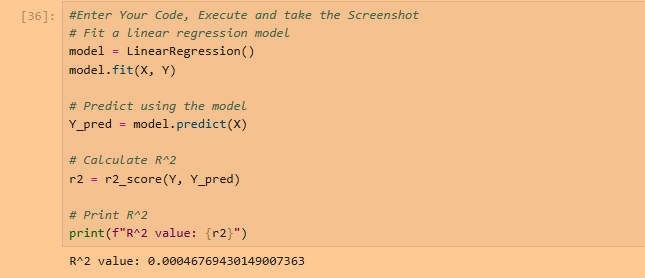 [36]: #Enter Your Code, Execute and take the Screenshot
# Fit a linear regression model
model = LinearRegression()
model.fit(X, Y)
# Predict using the model
Y_pred = model.predict(X)
# Calculate R^2
r2 = r2_score(Y, Y_pred)
# Print R^2
print(f"R^2 value: {r2}")
R^2 value: 0.00046769430149007363